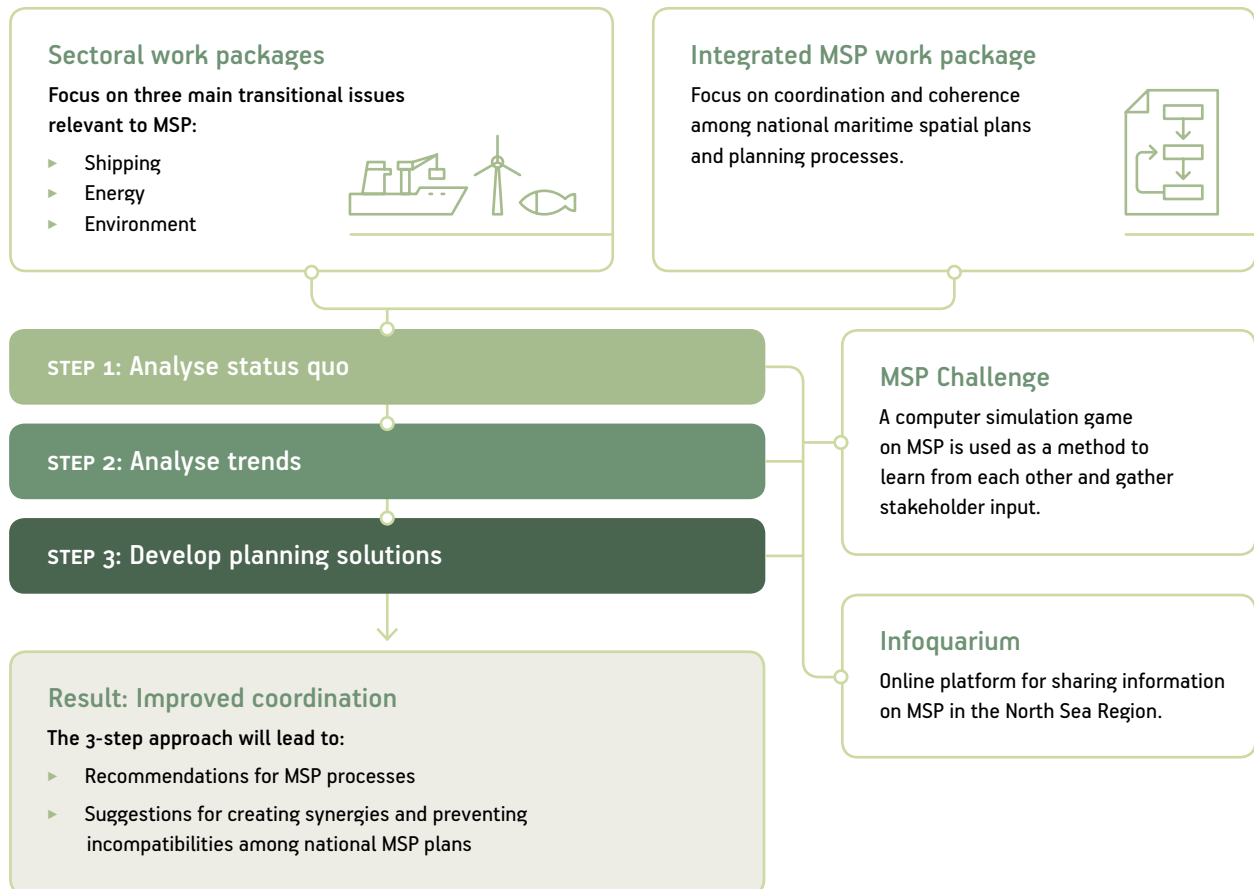 Sectoral work packages
Focus on three main transitional issues
relevant to MSP:
▸ Shipping
▸ Energy
▸ Environment
Integrated MSP work package
Focus on coordination and coherence
among national maritime spatial plans
and planning processes.
STEP 1: Analyse status quo
STEP 2: Analyse trends
STEP 3: Develop planning solutions
MSP Challenge
A computer simulation game
on MSP is used as a method to
learn from each other and gather
stakeholder input.
Infoquarium
Online platform for sharing information
on MSP in the North Sea Region.
Result: Improved coordination
The 3-step approach will lead to:
▸ Recommendations for MSP processes
▸ Suggestions for creating synergies and preventing
incompatibilities among national MSP plans